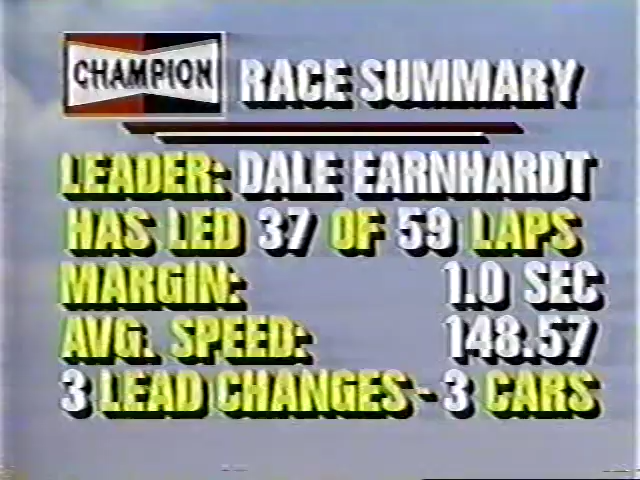 CHAMPION RACE SUMMARY
LEADER: DALE EARNHARDT
HAS LED 37 OF 59 LAPS
MARGIN: 1.0 SEC
AVG. SPEED: 148.57
3 LEAD CHANGES - 3 CARS